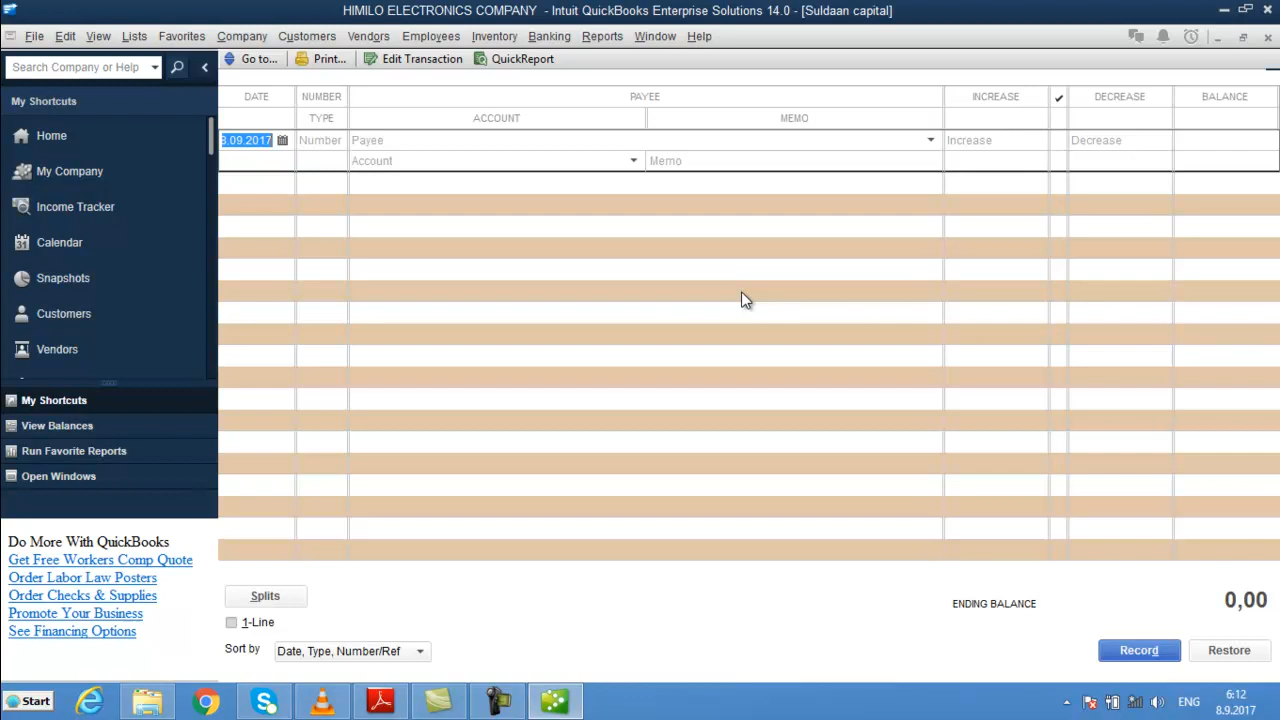 HIMILO ELECTRONICS COMPANY - Intuit QuickBooks Enterprise Solutions 14.0 - [Suldaan capital]
File Edit View Lists Favorites Company Customers Vendors Employees Inventory Banking Reports Window Help
Search Company or Help
Go to... Print... Edit Transaction QuickReport
My Shortcuts
Home
My Company
Income Tracker
Calendar
Snapshots
Customers
Vendors
My Shortcuts
View Balances
Run Favorite Reports
Open Windows
Do More With QuickBooks
Get Free Workers Comp Quote
Order Labor Law Posters
Order Checks & Supplies
Promote Your Business
See Financing Options
DATE NUMBER PAYEE INCREASE ✓ DECREASE BALANCE
TYPE ACCOUNT MEMO
8.09.2017 Number Payee Increase Decrease
Account Memo
Splits
1-Line
Sort by Date, Type, Number/Ref
ENDING BALANCE 0,00
Record Restore
Start
ENG
6:12
8.9.2017